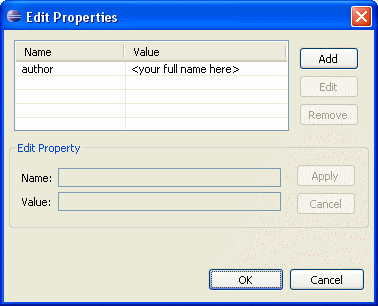 Edit Properties
Name Value
author <your full name here>
Add
Edit
Remove
Edit Property
Name:
Value:
Apply
Cancel
OK Cancel